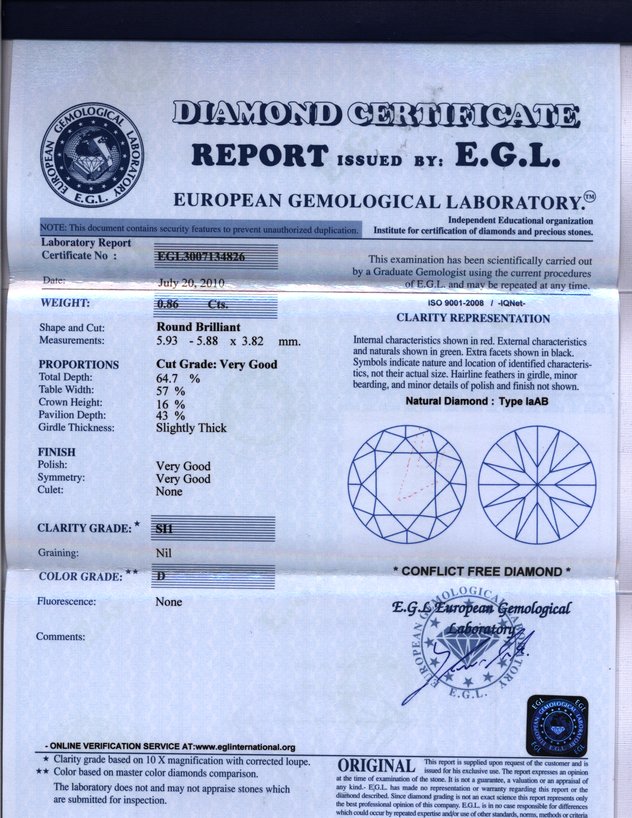 DIAMOND CERTIFICATE
REPORT ISSUED BY: E.G.L.
EUROPEAN GEMOLOGICAL LABORATORY.™
EUROPEAN GEMOLOGICAL LABORATORY
E.G.L.
Independent Educational organization
Institute for certification of diamonds and precious stones.
NOTE: This document contains security features to prevent unauthorized duplication.
Laboratory Report
Certificate No : EGL3007134826
Date: July 20, 2010
WEIGHT: 0.86 Cts.
Shape and Cut: Round Brilliant
Measurements: 5.93 - 5.88 x 3.82 mm.
PROPORTIONS Cut Grade: Very Good
Total Depth: 64.7 %
Table Width: 57 %
Crown Height: 16 %
Pavilion Depth: 43 %
Girdle Thickness: Slightly Thick
FINISH
Polish: Very Good
Symmetry: Very Good
Culet: None
CLARITY GRADE: * SI1
Graining: Nil
COLOR GRADE: ** D
Fluorescence: None
Comments:
This examination has been scientifically carried out
by a Graduate Gemologist using the current procedures
of E.G.L. and may be repeated at any time.
ISO 9001-2008 / -IQNet-
CLARITY REPRESENTATION
Internal characteristics shown in red. External characteristics
and naturals shown in green. Extra facets shown in black.
Symbols indicate nature and location of identified characteris-
tics, not their actual size. Hairline feathers in girdle, minor
bearding, and minor details of polish and finish not shown.
Natural Diamond : Type IaAB
* CONFLICT FREE DIAMOND *
E.G.L European Gemological
Laboratory
EUROPEAN GEMOLOGICAL LABORATORY
E.G.L.
EGL EGL
EGL EGL
- ONLINE VERIFICATION SERVICE AT:www.eglinternational.org
* Clarity grade based on 10 X magnification with corrected loupe.
** Color based on master color diamonds comparison.
The laboratory does not and may not appraise stones which
are submitted for inspection.
ORIGINAL This report is supplied upon request of the customer and is
issued for his exclusive use. The report expresses an opinion
at the time of examination of the stone. It is not a guarantee, a valuation or an appraisal of
any kind.- E.G.L. has made no representation or warranty regarding this report or the
diamond described. Since diamond grading is not an exact science this report represents only
the best professional opinion of this company. E.G.L. is in no case responsible for differences
which could occur by repeated expertise and/or use of other standards, norms, methods or criteria